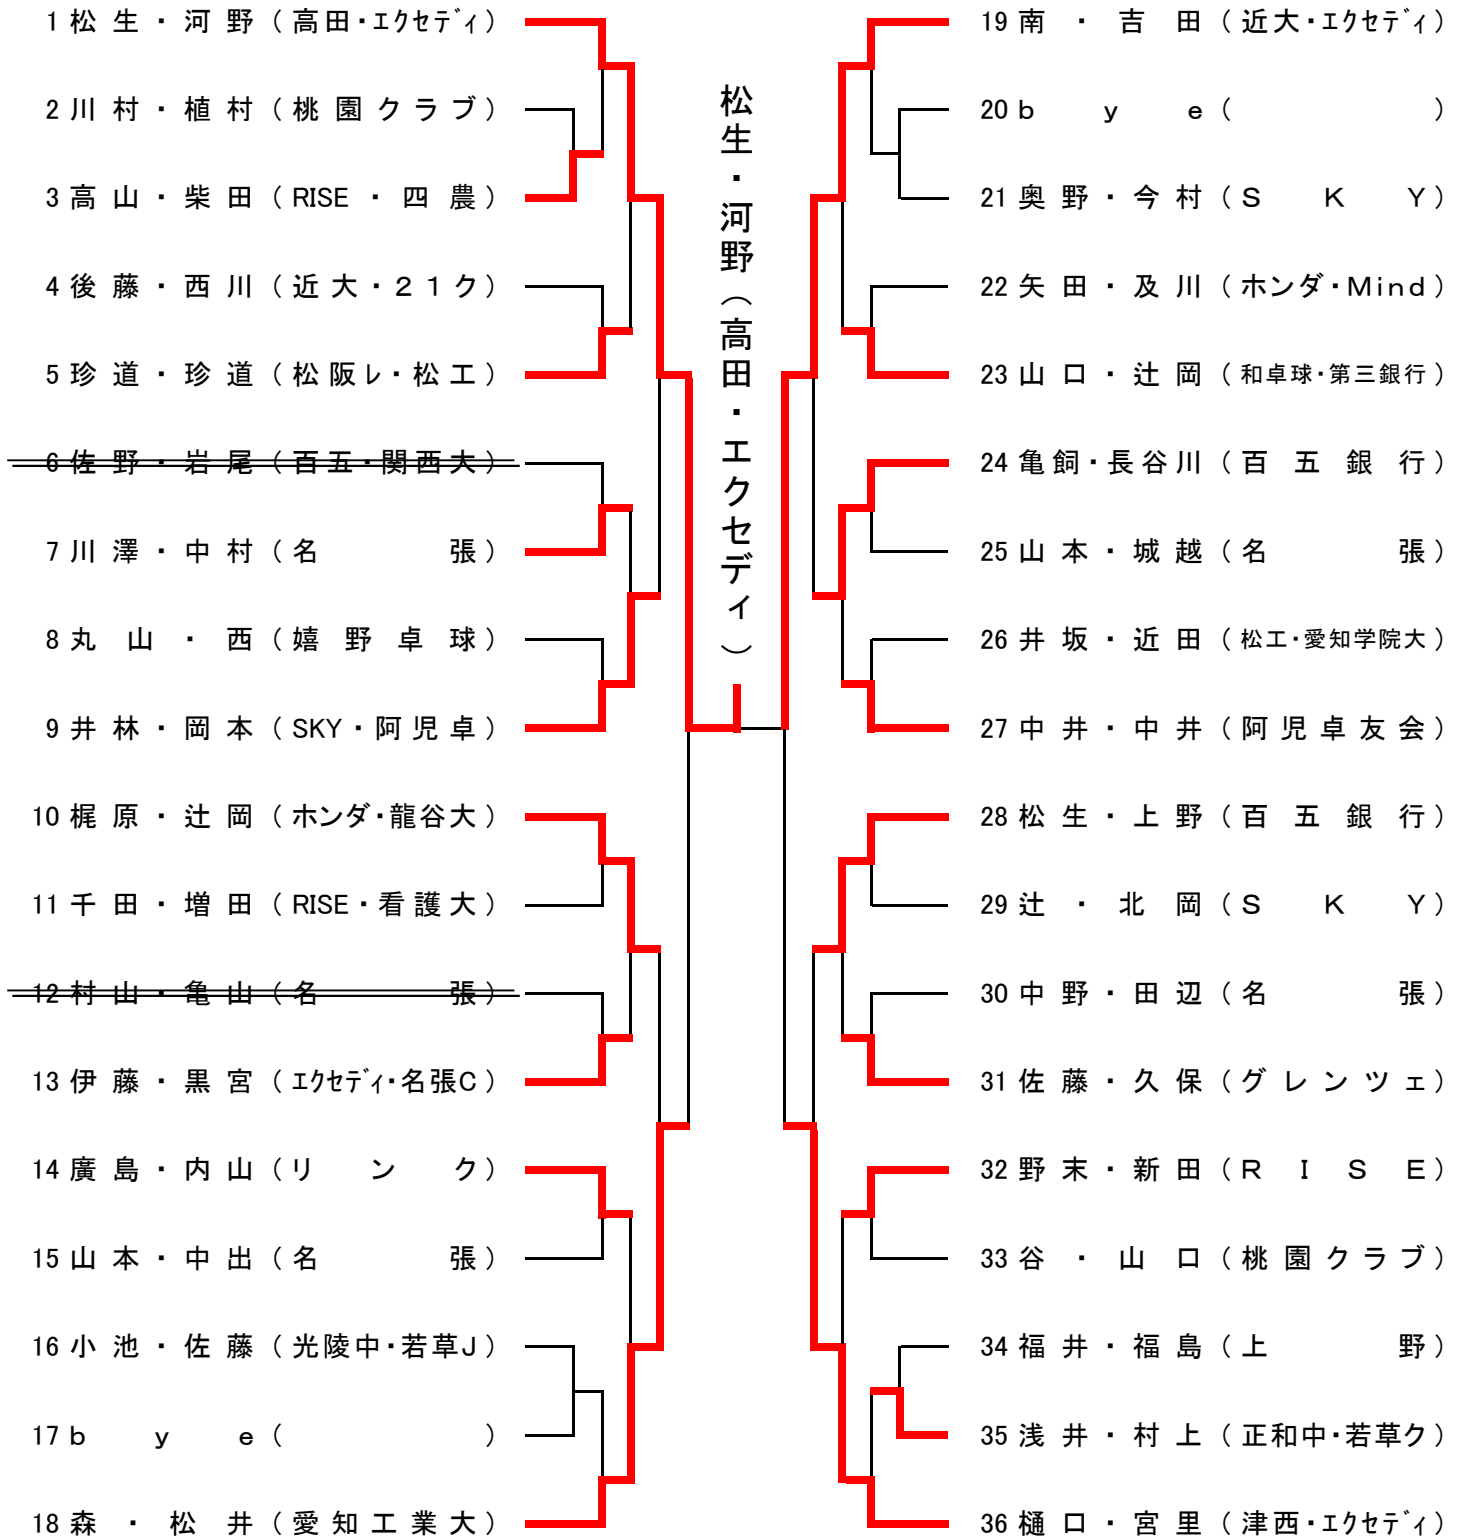 1 松生・河野（高田・エクセディ）
2 川村・植村（桃園クラブ）
3 高山・柴田（RISE・四農）
4 後藤・西川（近大・２１ク）
5 珍道・珍道（松阪レ・松工）
6 佐野・岩尾（百五・関西大）
7 川澤・中村（名張）
8 丸山・西（嬉野卓球）
9 井林・岡本（SKY・阿児卓）
10 梶原・辻岡（ホンダ・龍谷大）
11 千田・増田（RISE・看護大）
12 村山・亀山（名張）
13 伊藤・黒宮（エクセディ・名張C）
14 廣島・内山（リンク）
15 山本・中出（名張）
16 小池・佐藤（光陵中・若草J）
17 ｂｙｅ（　）
18 森・松井（愛知工業大）
松生・河野（高田・エクセディ）
19 南・吉田（近大・エクセディ）
20 ｂｙｅ（　）
21 奥野・今村（ＳＫＹ）
22 矢田・及川（ホンダ・Ｍｉｎｄ）
23 山口・辻岡（和卓球・第三銀行）
24 亀飼・長谷川（百五銀行）
25 山本・城越（名張）
26 井坂・近田（松工・愛知学院大）
27 中井・中井（阿児卓友会）
28 松生・上野（百五銀行）
29 辻・北岡（ＳＫＹ）
30 中野・田辺（名張）
31 佐藤・久保（グレンツェ）
32 野末・新田（ＲＩＳＥ）
33 谷・山口（桃園クラブ）
34 福井・福島（上野）
35 浅井・村上（正和中・若草ク）
36 樋口・宮里（津西・エクセディ）